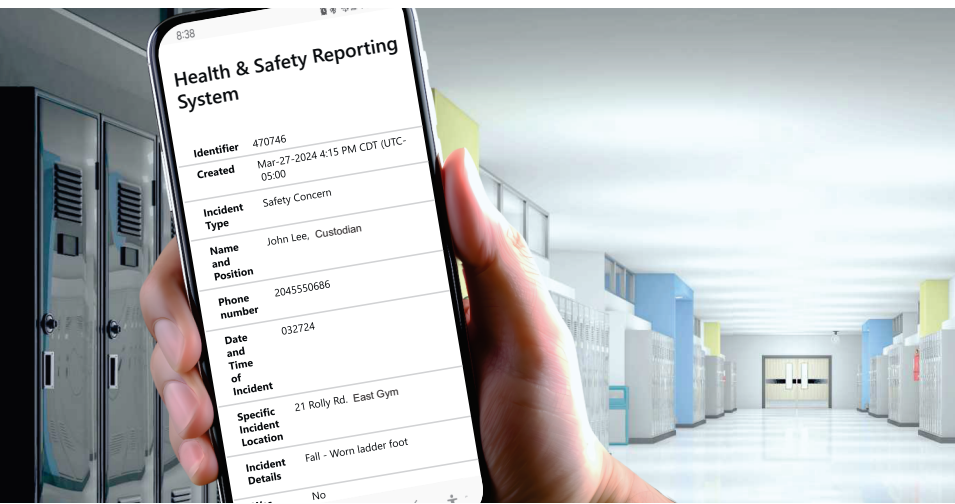 8:38
Health & Safety Reporting
System
Identifier 470746
Created Mar-27-2024 4:15 PM CDT (UTC-
05:00
Incident Safety Concern
Type
Name John Lee, Custodian
and
Position
Phone 2045550686
number
Date 032724
and
Time
of
Incident
Specific 21 Rolly Rd. East Gym
Incident
Location
Incident Fall - Worn ladder foot
Details
No